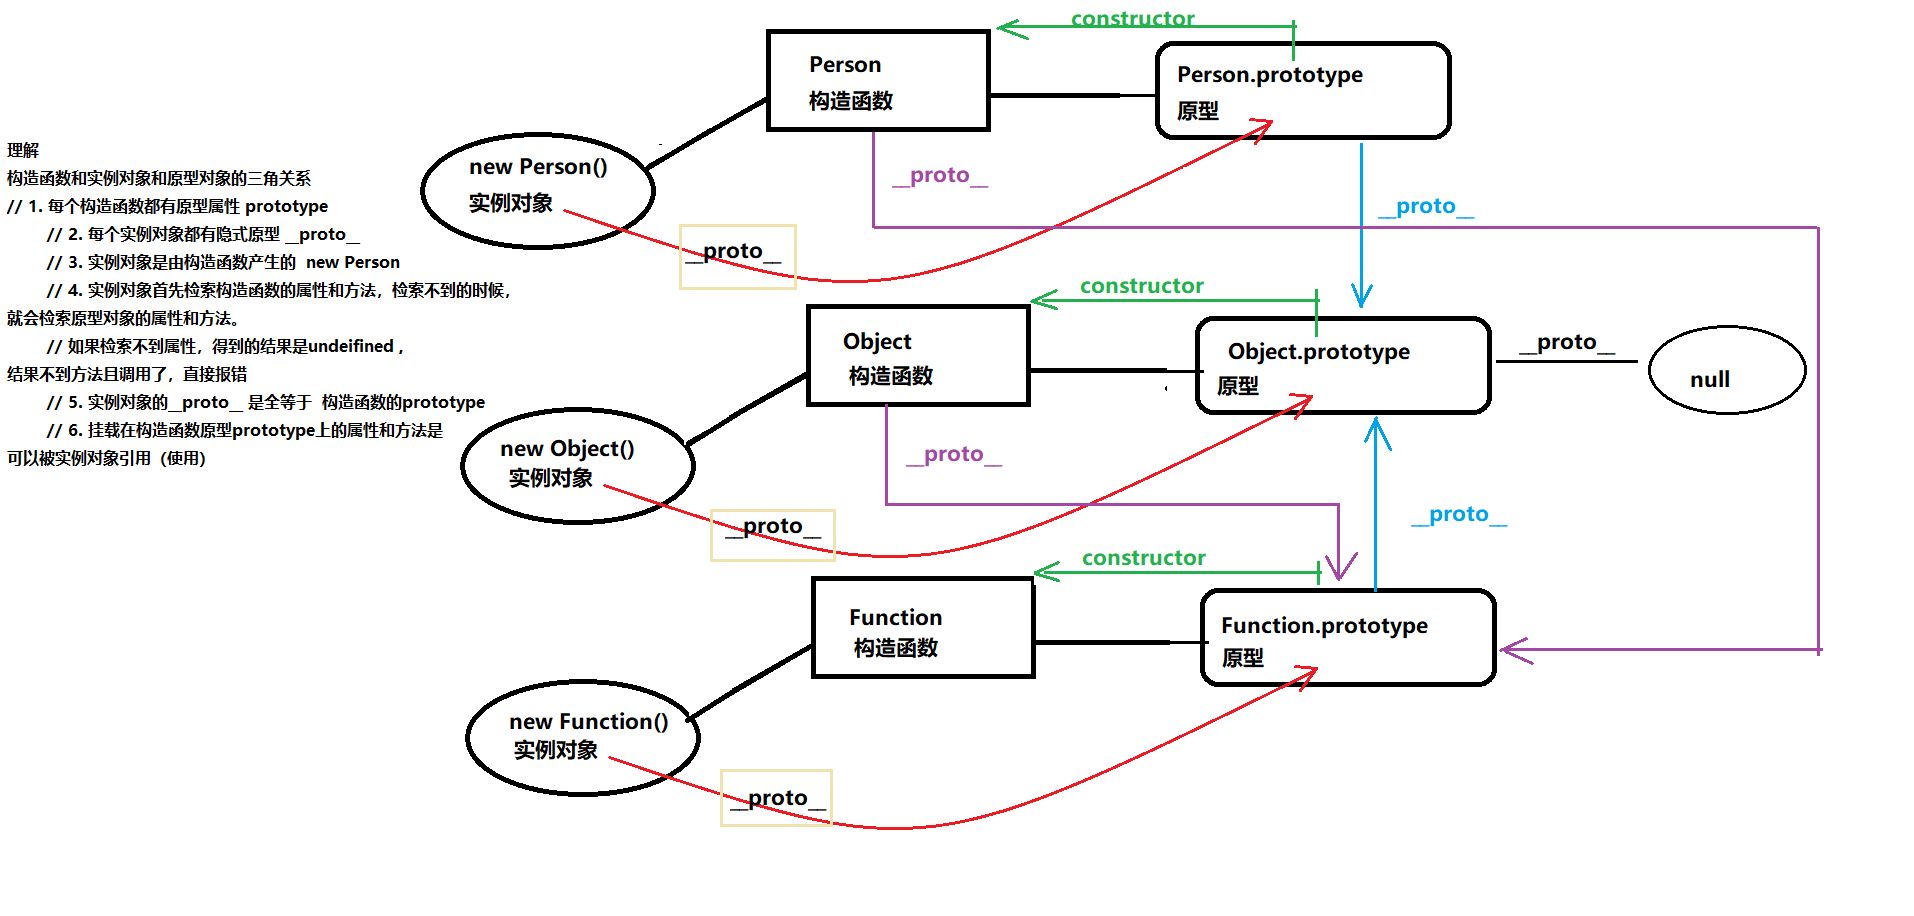 理解
构造函数和实例对象和原型对象的三角关系
// 1. 每个构造函数都有原型属性 prototype
// 2. 每个实例对象都有隐式原型 __proto__
// 3. 实例对象是由构造函数产生的 new Person
// 4. 实例对象首先检索构造函数的属性和方法，检索不到的时候，
就会检索原型对象的属性和方法。
// 如果检索不到属性，得到的结果是undeifined ，
结果不到方法且调用了，直接报错
// 5. 实例对象的__proto__ 是全等于 构造函数的prototype
// 6. 挂载在构造函数原型prototype上的属性和方法是
可以被实例对象引用（使用）
constructor
Person
构造函数
Person.prototype
原型
new Person()
实例对象
__proto__
__proto__
__proto__
constructor
Object
构造函数
Object.prototype
原型
__proto__
null
new Object()
实例对象
__proto__
__proto__
__proto__
constructor
Function
构造函数
Function.prototype
原型
new Function()
实例对象
__proto__